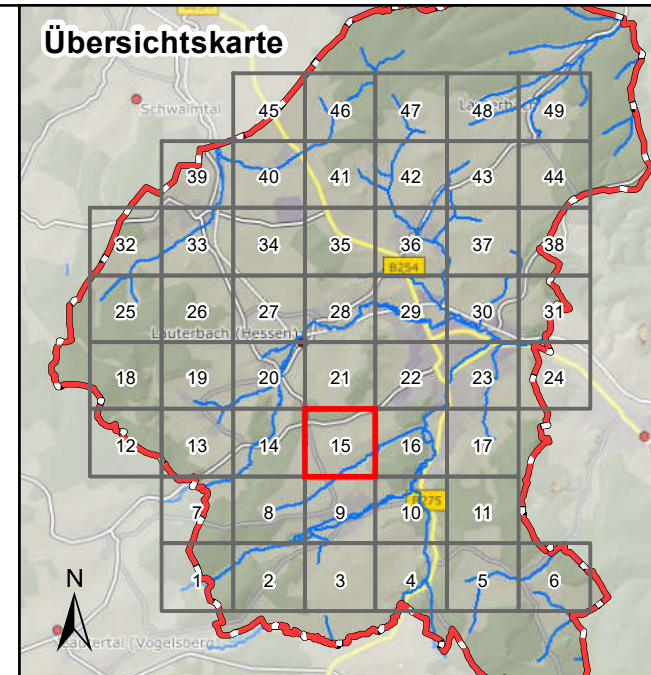 Übersichtskarte
Schwalmtal
45 46 47 48 49
39 40 41 42 43 44
32 33 34 35 36 37 38
B254
25 26 27 28 29 30 31
Lauterbach (Hessen)
18 19 20 21 22 23 24
12 13 14 15 16 17
7 8 9 10 11
B275
1 2 3 4 5 6
N
Lautertal (Vogelsberg)